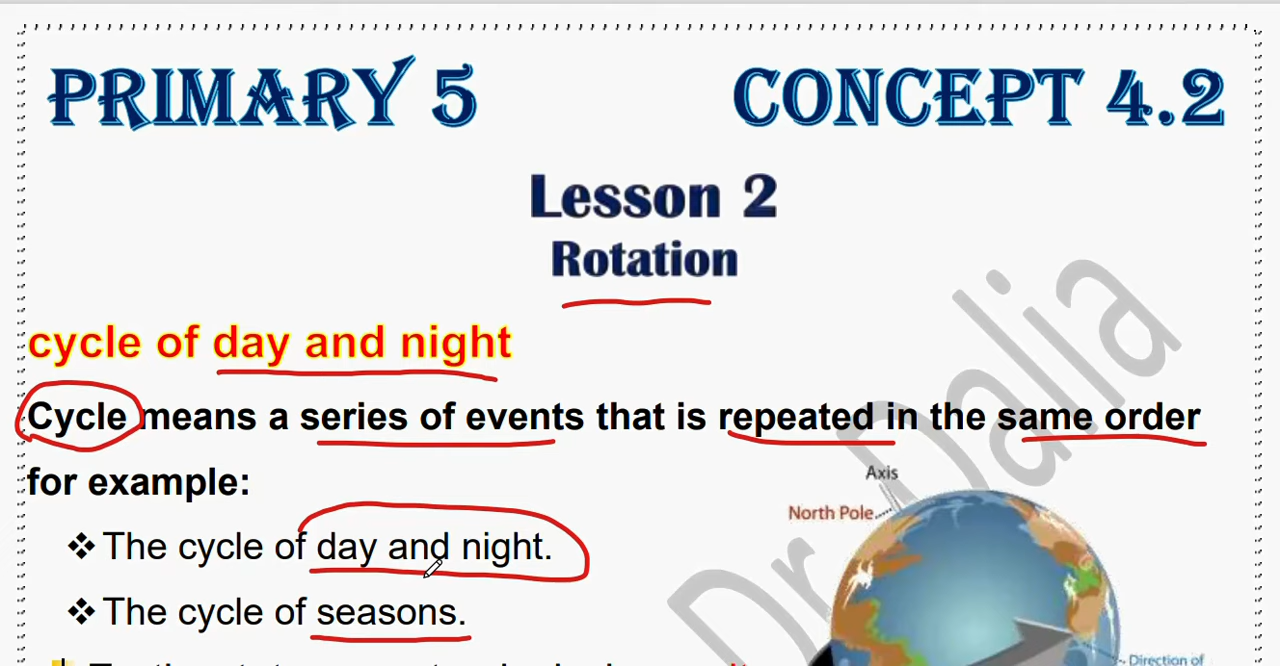 PRIMARY 5
CONCEPT 4.2
Lesson 2
Rotation
cycle of day and night
Cycle means a series of events that is repeated in the same order
for example:
Axis
North Pole
❖ The cycle of day and night.
❖ The cycle of seasons.
Direction of
Dr. Dalia